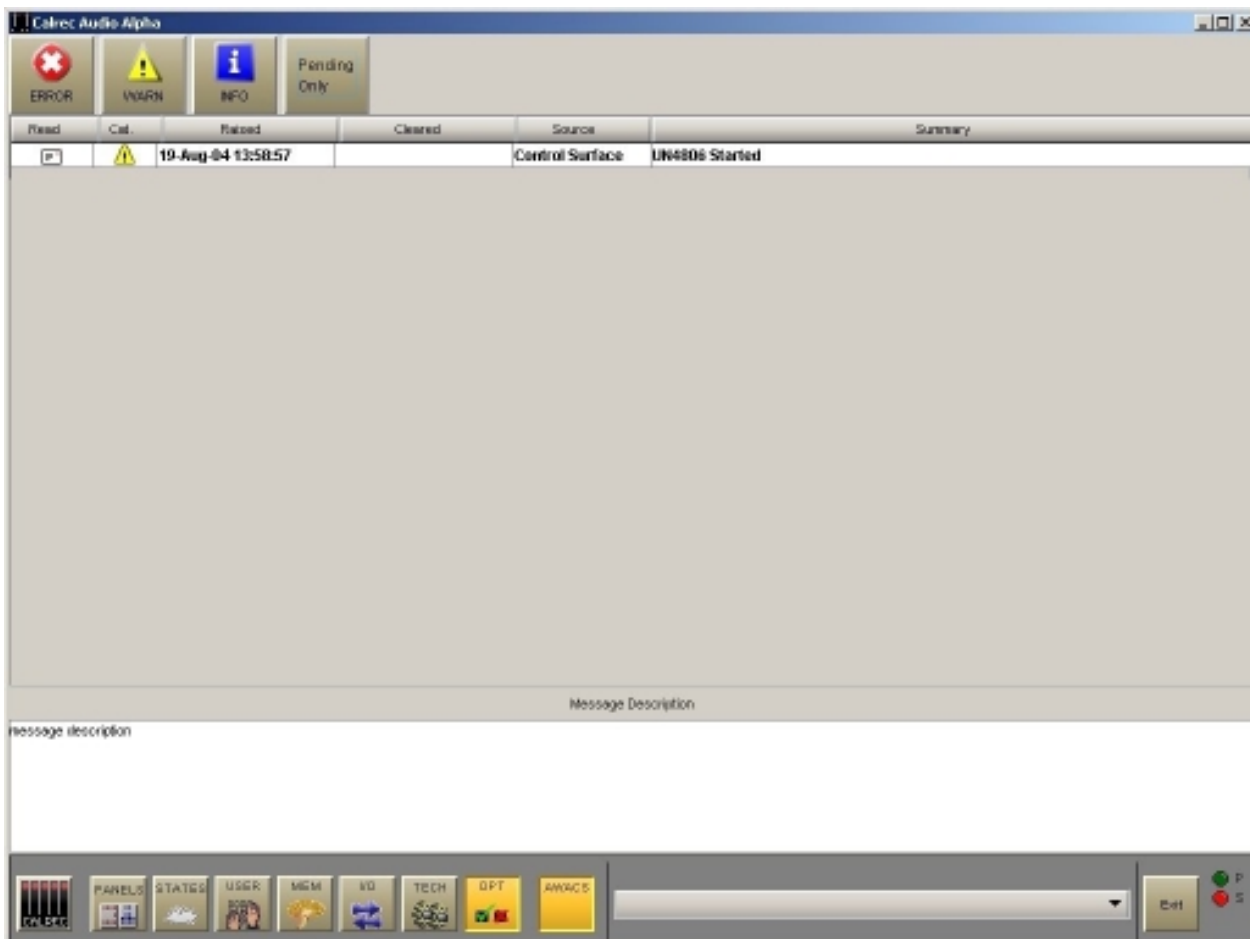 Calrec Audio Alpha
ERROR WARN INFO Pending Only
Read Cat. Raised Cleared Source Summary
19-Aug-04 13:58:57 Control Surface UN4806 Started
Message Description
message description
CALREC PANELS STATES USER MEM I/O TECH OPT AWACS Exit P
S